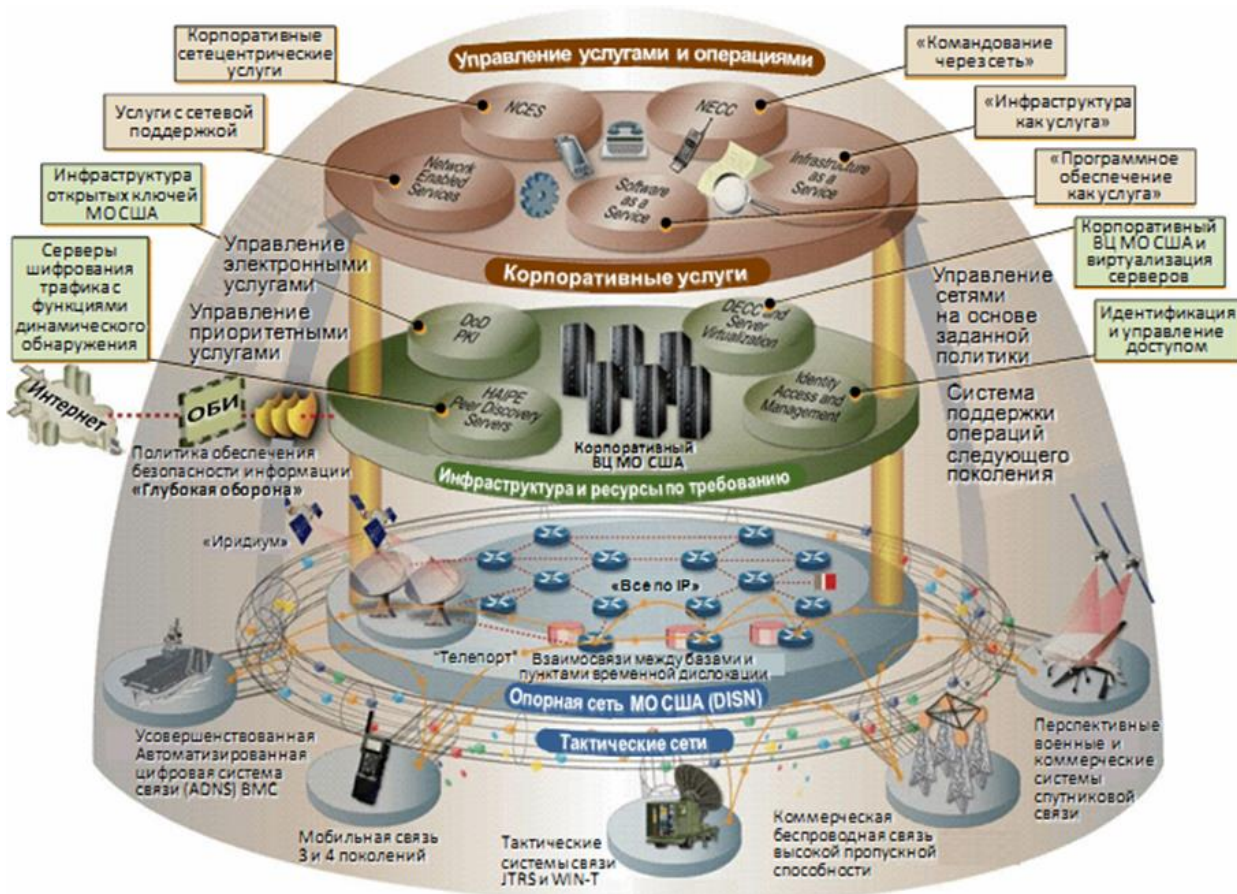 Корпоративные
сетецентрические
услуги
Управление услугами и операциями
«Командование
через сеть»
NCES
NECC
Услуги с сетевой
поддержкой
«Инфраструктура
как услуга»
Network
Enabled
Services
Software
as a
Service
Infrastructure
as a
Service
«Программное
обеспечение
как услуга»
Инфраструктура
открытых ключей
МО США
Корпоративный
ВЦ МО США и
виртуализация
серверов
Серверы
шифрования
трафика с
функциями
динамического
обнаружения
Управление
электронными
услугами
Корпоративные услуги
Управление
сетями
на основе
заданной
политики
Управление
приоритетными
услугами
DoD
PKI
DECC and
Server
Virtualization
Идентификация
и управление
доступом
HAIPE
Peer Discovery
Servers
Identity
Access and
Management
Интернет
ОБИ
Корпоративный
ВЦ МО США
Система
поддержки
операций
следующего
поколения
Политика обеспечения
безопасности информации
«Глубокая оборона»
Инфраструктура и ресурсы по требованию
«Иридиум»
«Все по IP»
"Телепорт"
Взаимосвязи между базами и
пунктами временной дислокации
Опорная сеть МО США (DISN)
Тактические сети
Усовершенствованная
Автоматизированная
цифровая система
связи (ADNS) ВМС
Мобильная связь
3 и 4 поколений
Тактические
системы связи
JTRS и WIN-T
Коммерческая
беспроводная связь
высокой пропускной
способности
Перспективные
военные и
коммерческие
системы
спутниковой
связи